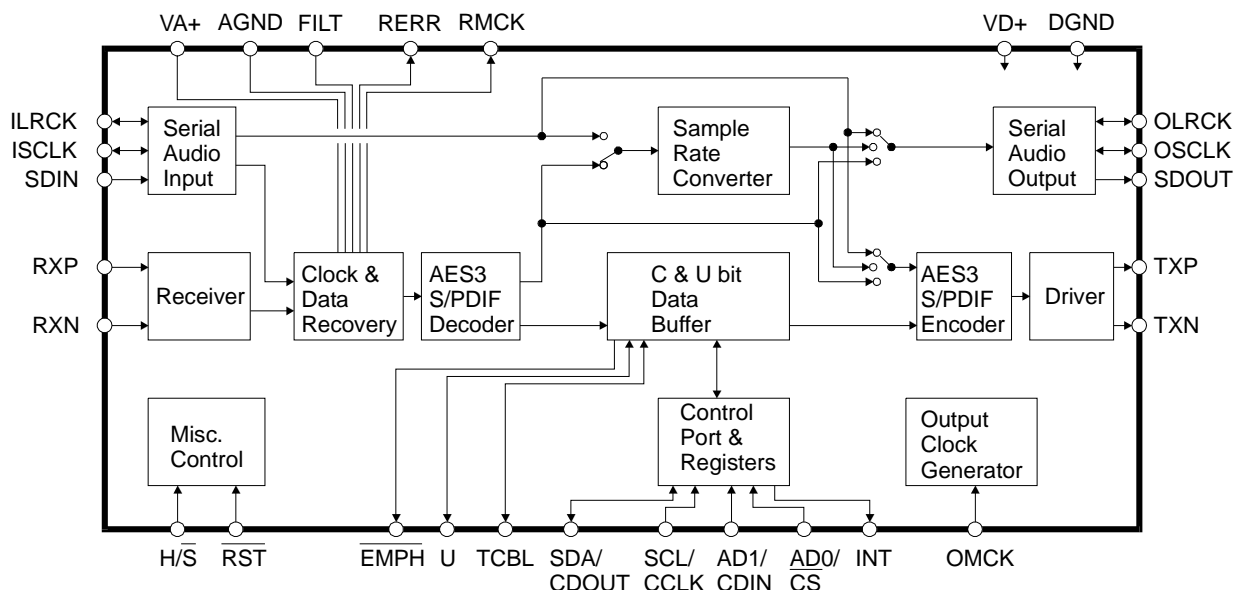 VA+ AGND FILT RERR RMCK VD+ DGND
ILRCK
ISCLK
SDIN
Serial
Audio
Input
Sample
Rate
Converter
Serial
Audio
Output
OLRCK
OSCLK
SDOUT
RXP
RXN
Receiver
Clock &
Data
Recovery
AES3
S/PDIF
Decoder
C & U bit
Data
Buffer
AES3
S/PDIF
Encoder
Driver
TXP
TXN
Misc.
Control
Control
Port &
Registers
Output
Clock
Generator
H/S RST EMPH U TCBL SDA/ SCL/ AD1/ AD0/ INT OMCK
CDOUT CCLK CDIN CS